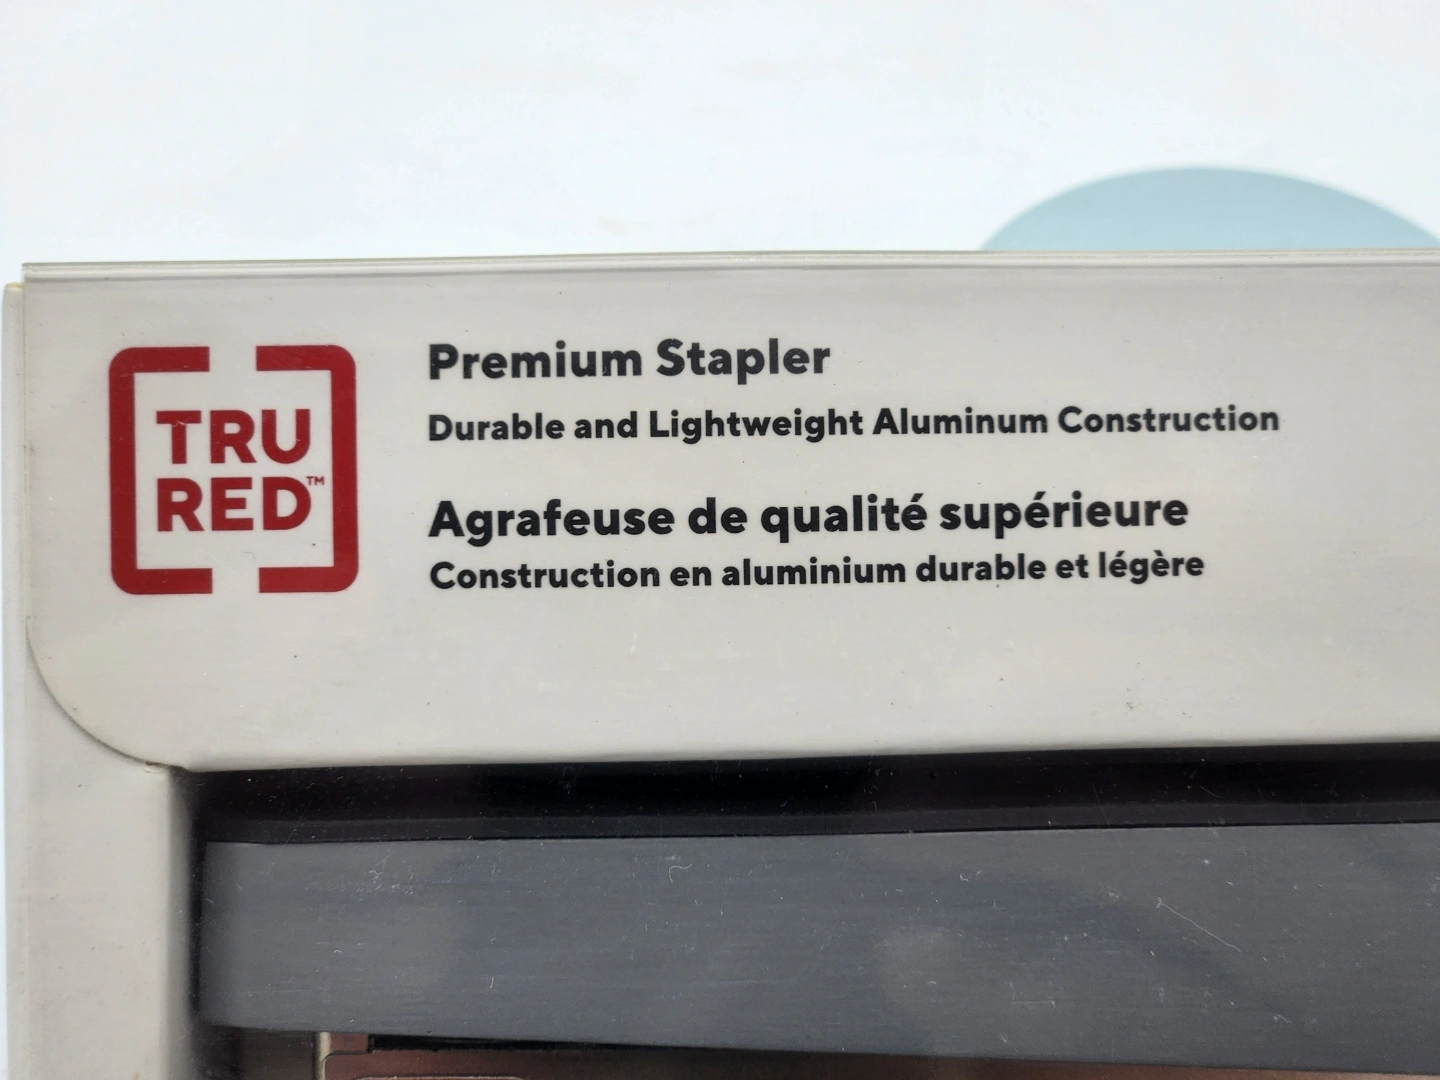 TRU
RED™
Premium Stapler
Durable and Lightweight Aluminum Construction
Agrafeuse de qualité supérieure
Construction en aluminium durable et légère